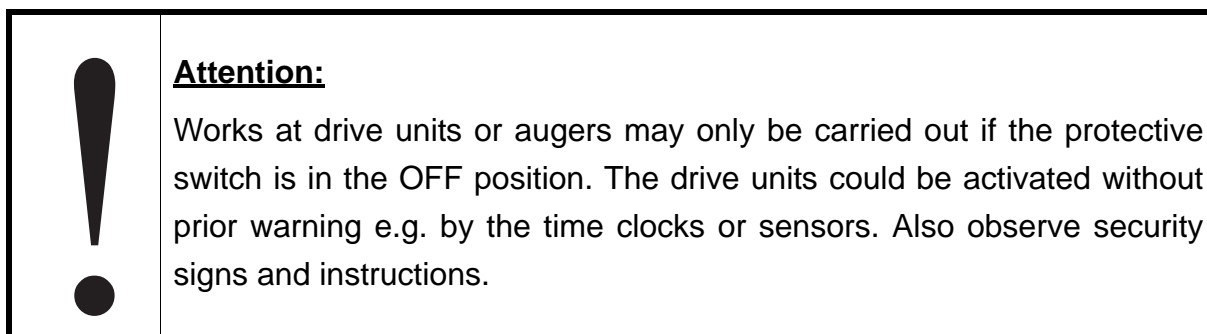 Attention:
Works at drive units or augers may only be carried out if the protective
switch is in the OFF position. The drive units could be activated without
prior warning e.g. by the time clocks or sensors. Also observe security
signs and instructions.